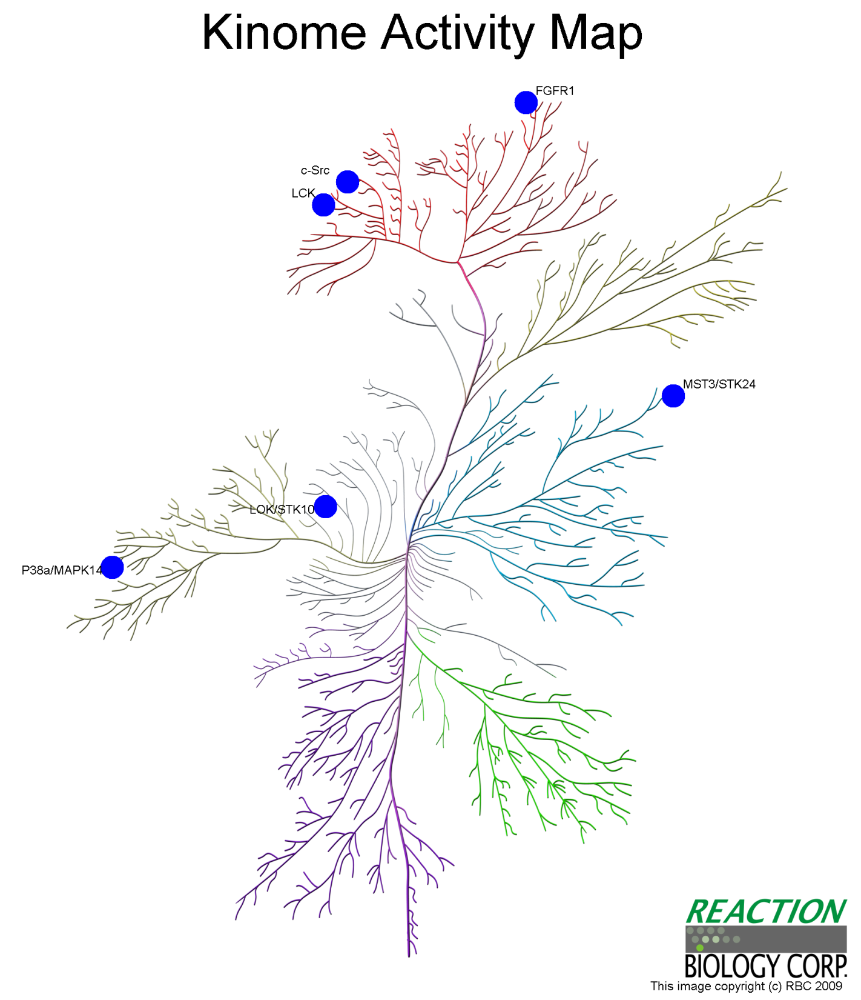 Kinome Activity Map
FGFR1
c-Src
LCK
MST3/STK24
LOK/STK10
P38a/MAPK14
REACTION
BIOLOGY CORP.
This image copyright (c) RBC 2009